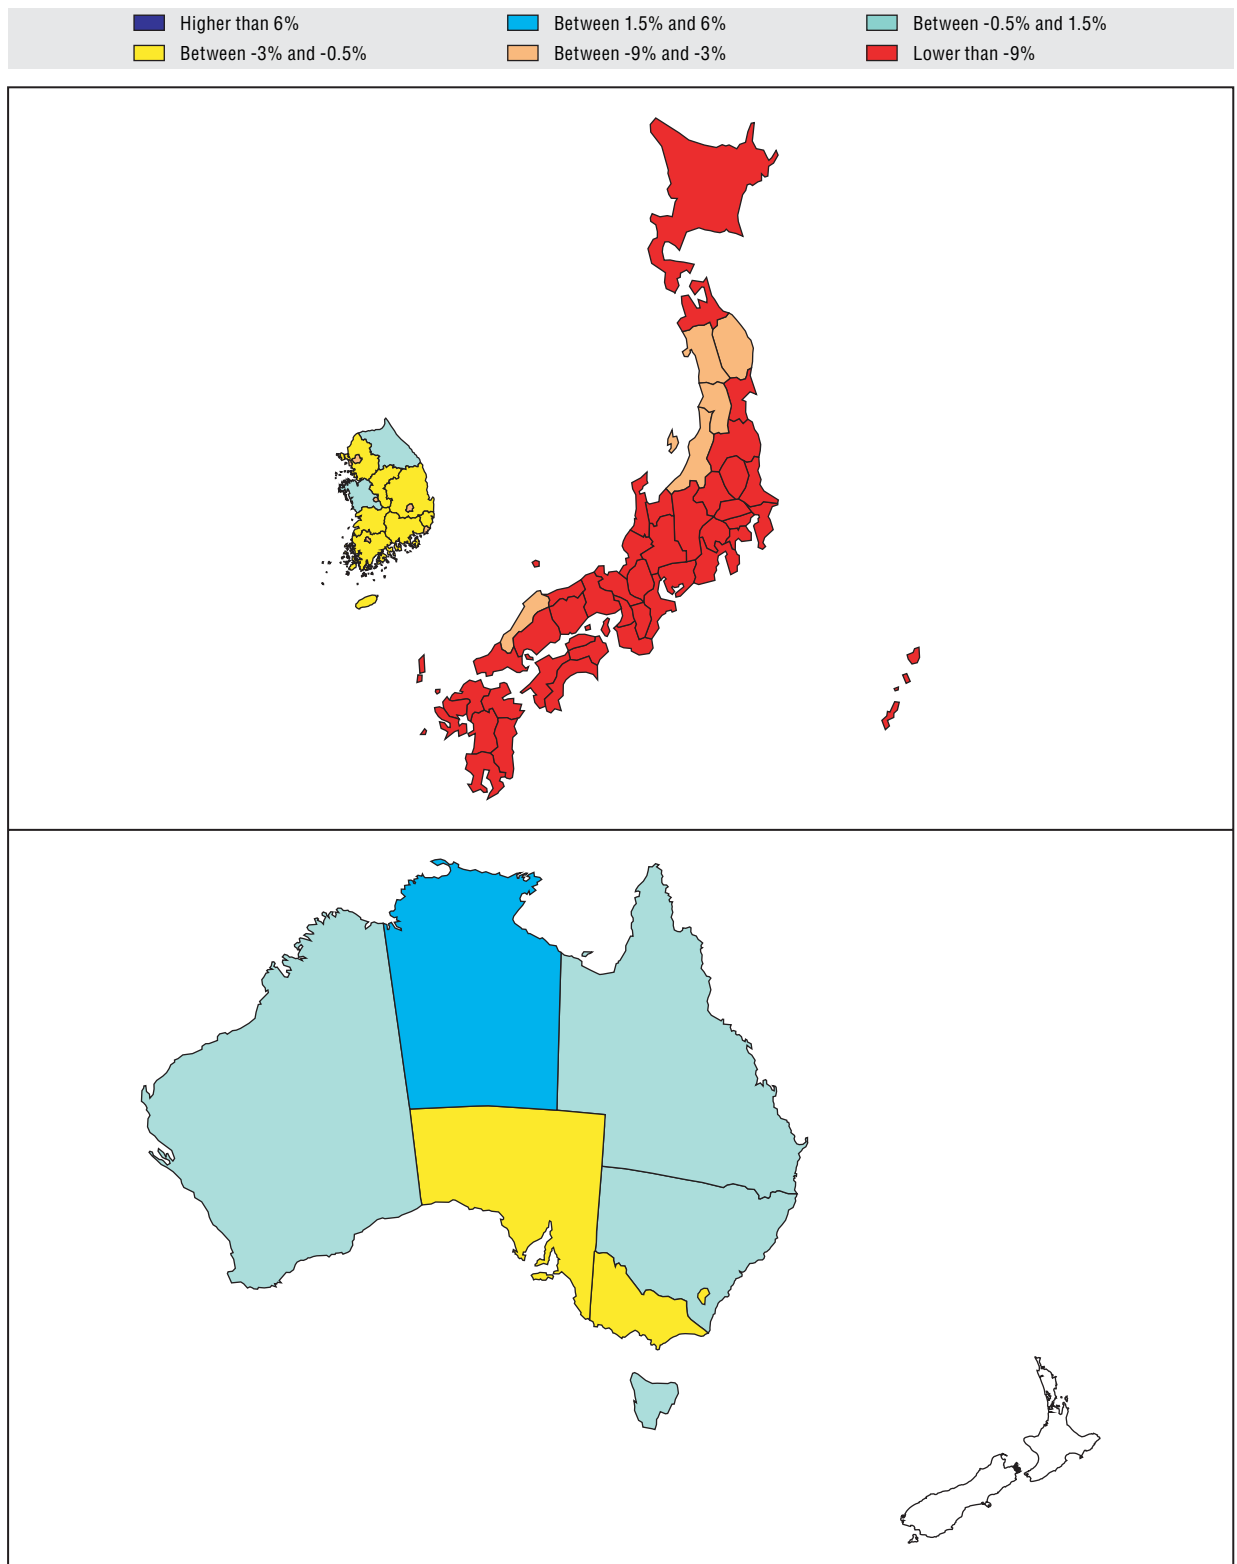 Higher than 6%
Between 1.5% and 6%
Between -0.5% and 1.5%
Between -3% and -0.5%
Between -9% and -3%
Lower than -9%